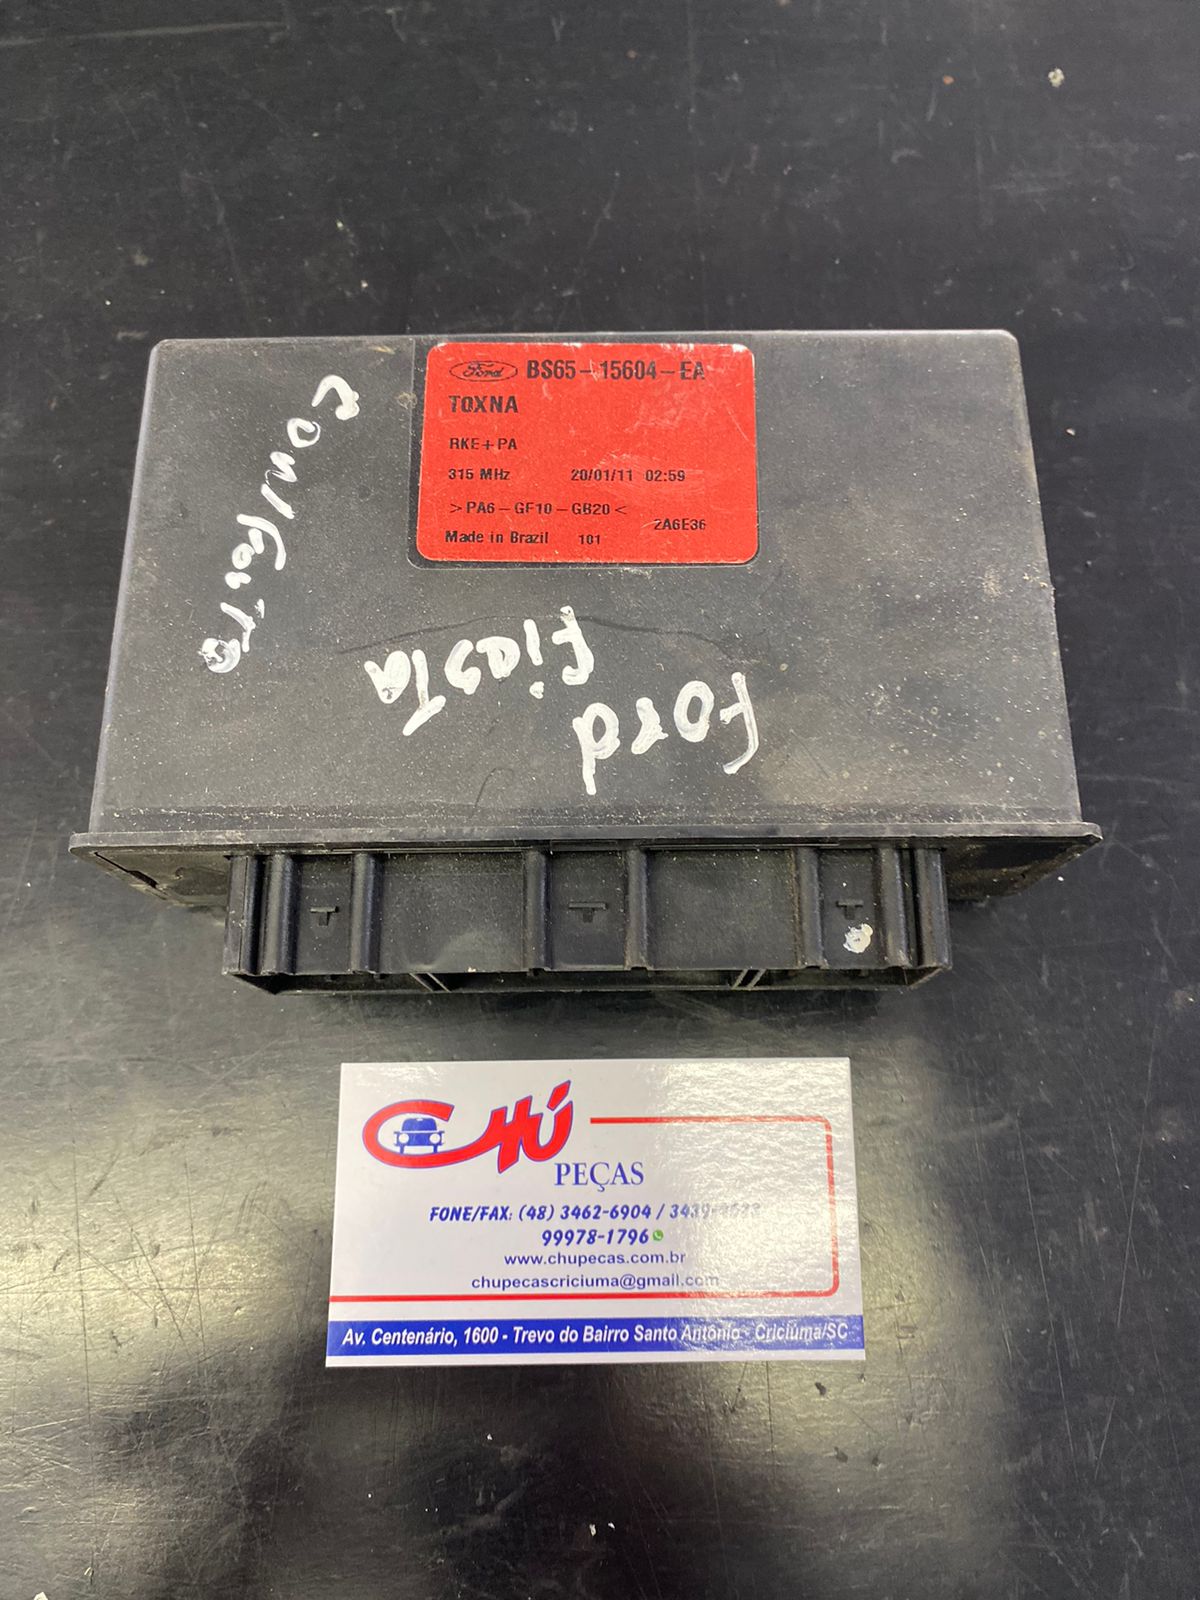 Ford BS65-15604-EA
TOXNA
RKE+PA
315 MHz 20/01/11 02:59
>PA6-GF10-GB20<
2A6E36
Made in Brazil 101
Ford
Fiesta
CHÚ
PEÇAS
FONE/FAX: (48) 3462-6904 /
99978-1796
www.chupecas.com.br
chupecascriciuma@gmail.com
Av. Centenário, 1600 - Trevo do Bairro Santo Antônio - Criciúma/SC